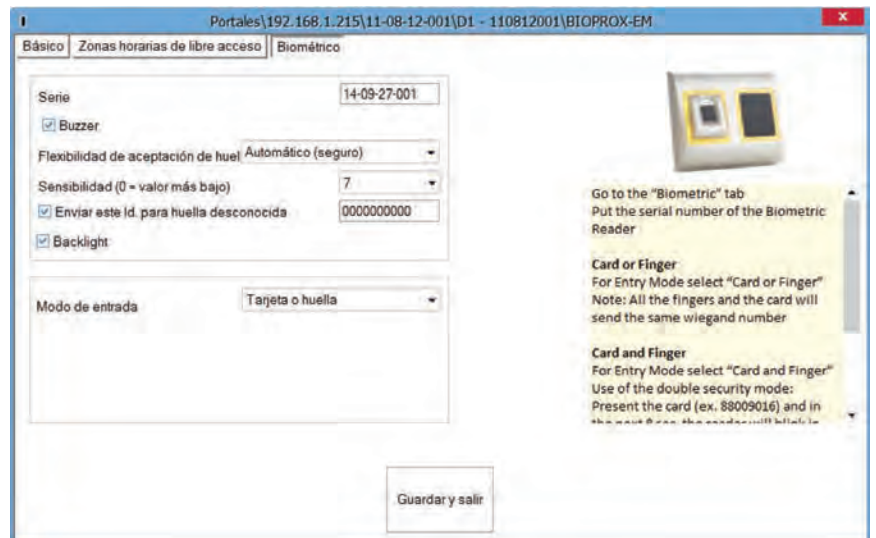 Portales\192.168.1.215\11-08-12-001\D1 - 110812001\BIOPROX-EM
x
Básico
Zonas horarias de libre acceso
Biométrico
Serie
14-09-27-001
Buzzer
Flexibilidad de aceptación de huel
Automático (seguro)
Sensibilidad (0 = valor más bajo)
7
Enviar este Id. para huella desconocida
0000000000
Backlight
Modo de entrada
Tarjeta o huella
Go to the "Biometric" tab
Put the serial number of the Biometric
Reader
Card or Finger
For Entry Mode select "Card or Finger"
Note: All the fingers and the card will
send the same wiegand number
Card and Finger
For Entry Mode select "Card and Finger"
Use of the double security mode:
Present the card (ex. 88009016) and in
Guardar y salir